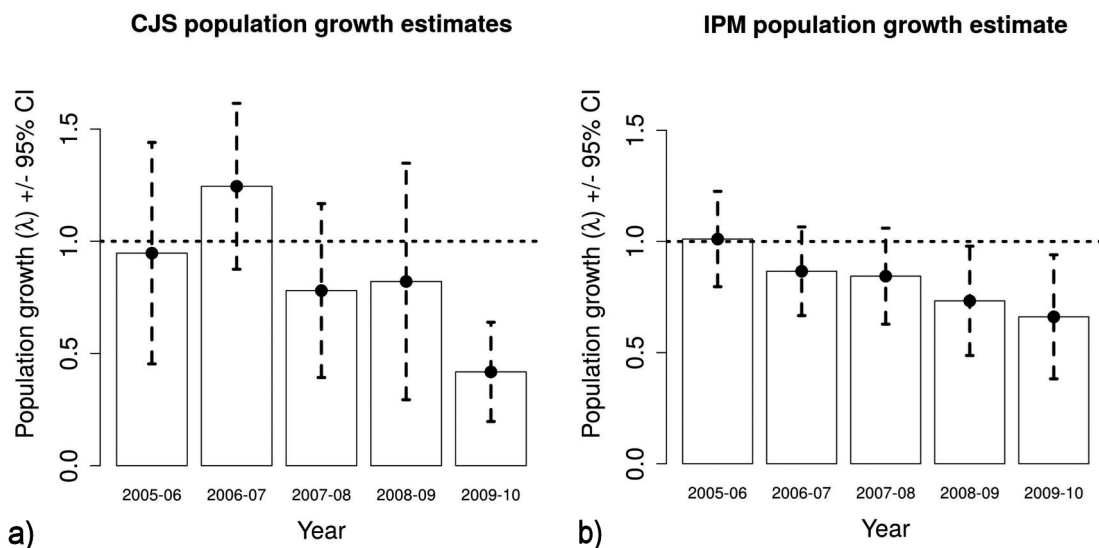 CJS population growth estimates
Population growth (λ) +/- 95% CI
1.5
1.0
0.5
0.0
2005-06 2006-07 2007-08 2008-09 2009-10
Year
a)
IPM population growth estimate
Population growth (λ) +/- 95% CI
1.5
1.0
0.5
0.0
2005-06 2006-07 2007-08 2008-09 2009-10
Year
b)